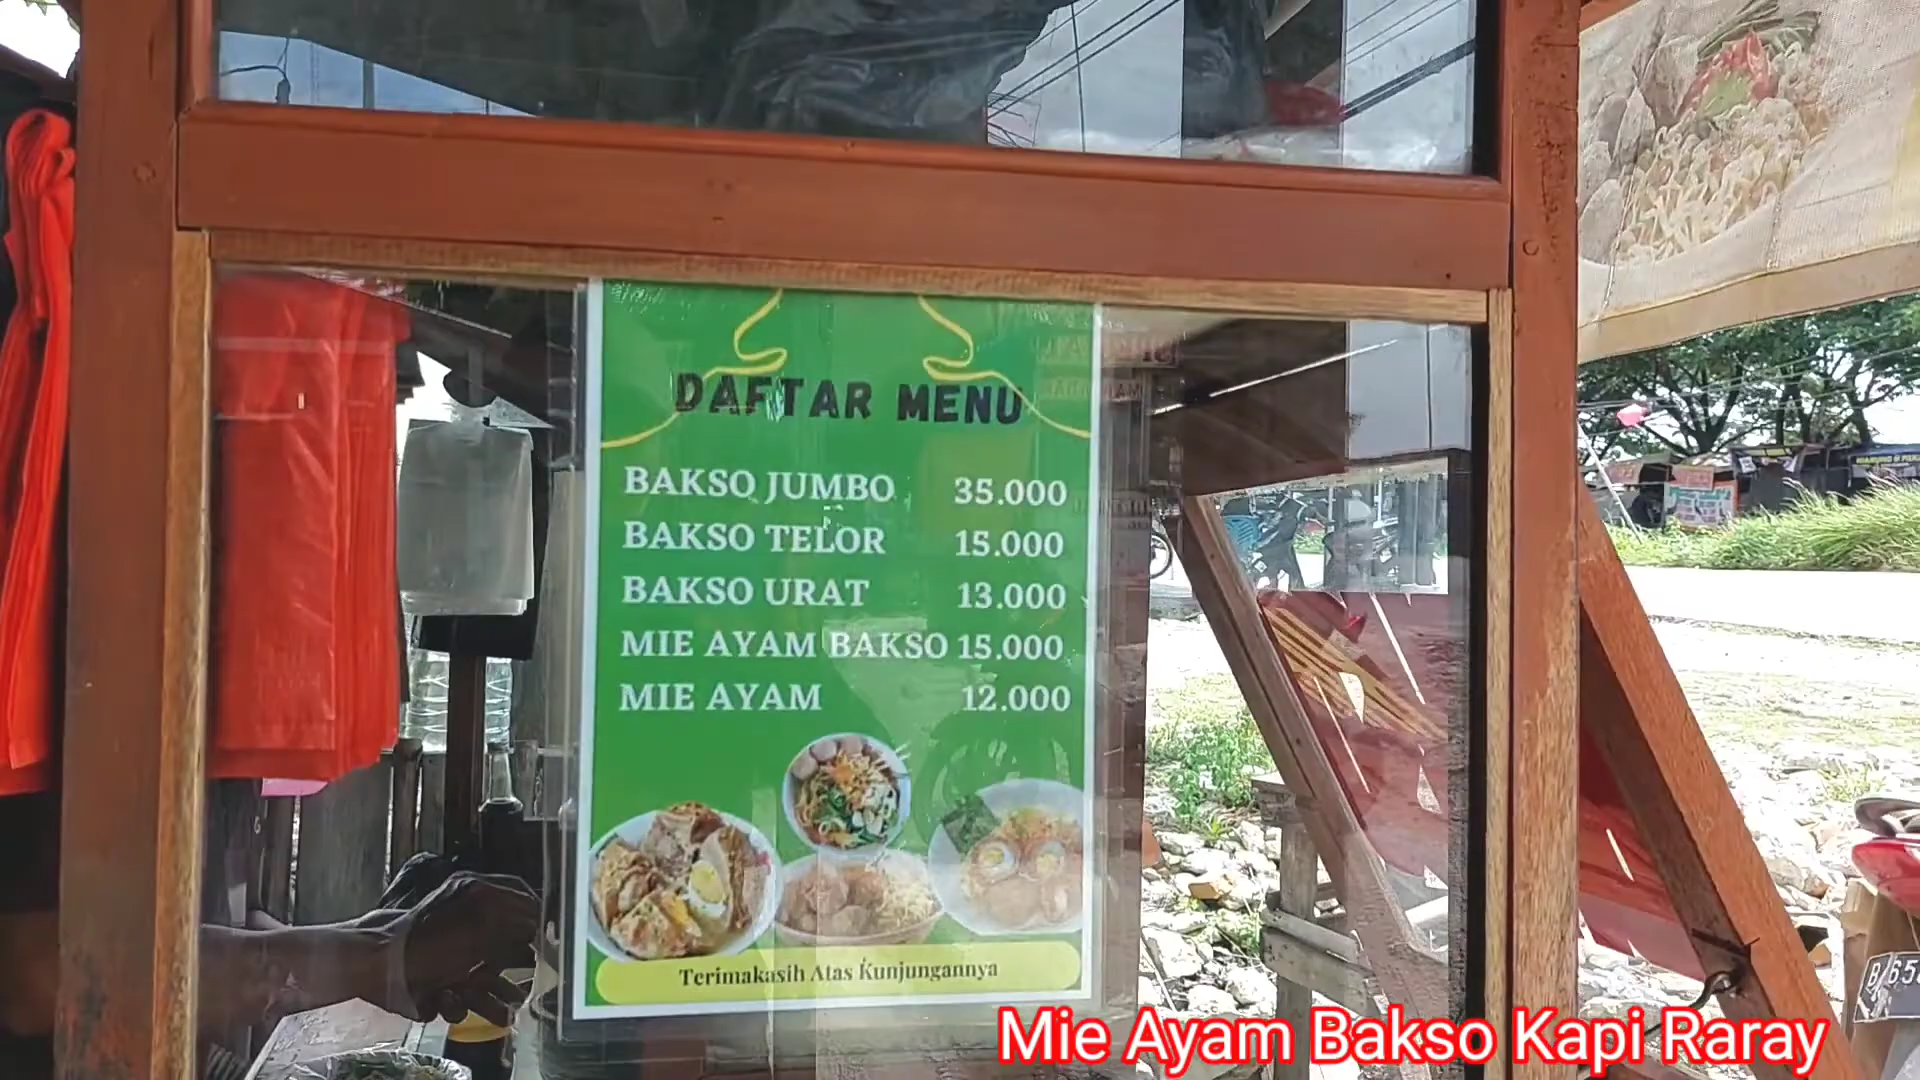 DAFTAR MENU
BAKSO JUMBO 35.000
BAKSO TELOR 15.000
BAKSO URAT 13.000
MIE AYAM BAKSO 15.000
MIE AYAM 12.000
Terimakasih Atas Kunjungannya
B 65
Mie Ayam Bakso Kapi Raray